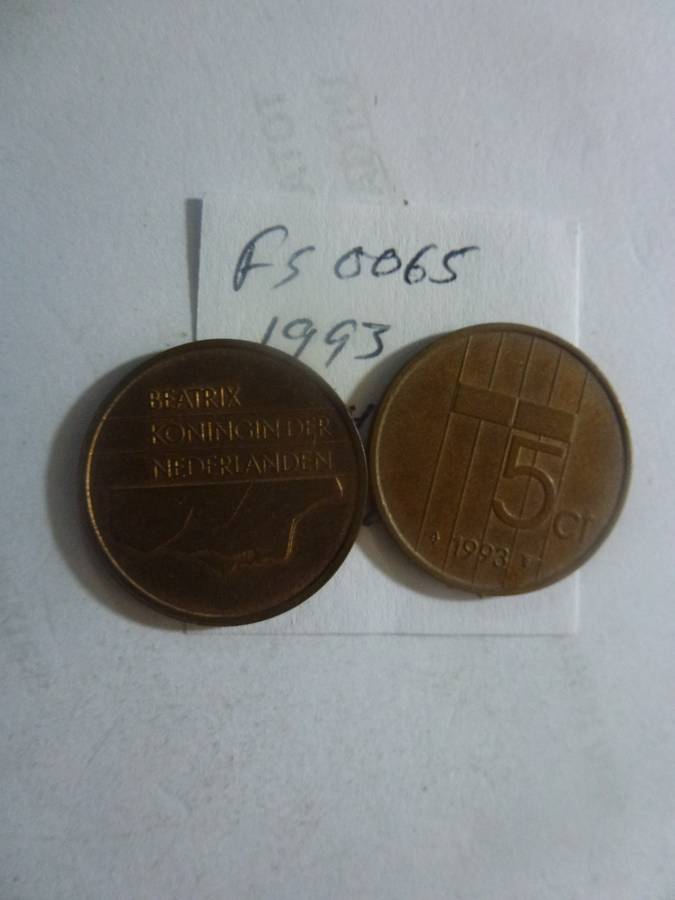 FS 0065
1993
BEATRIX
KONINGIN DER
NEDERLANDEN
5 ct
1993